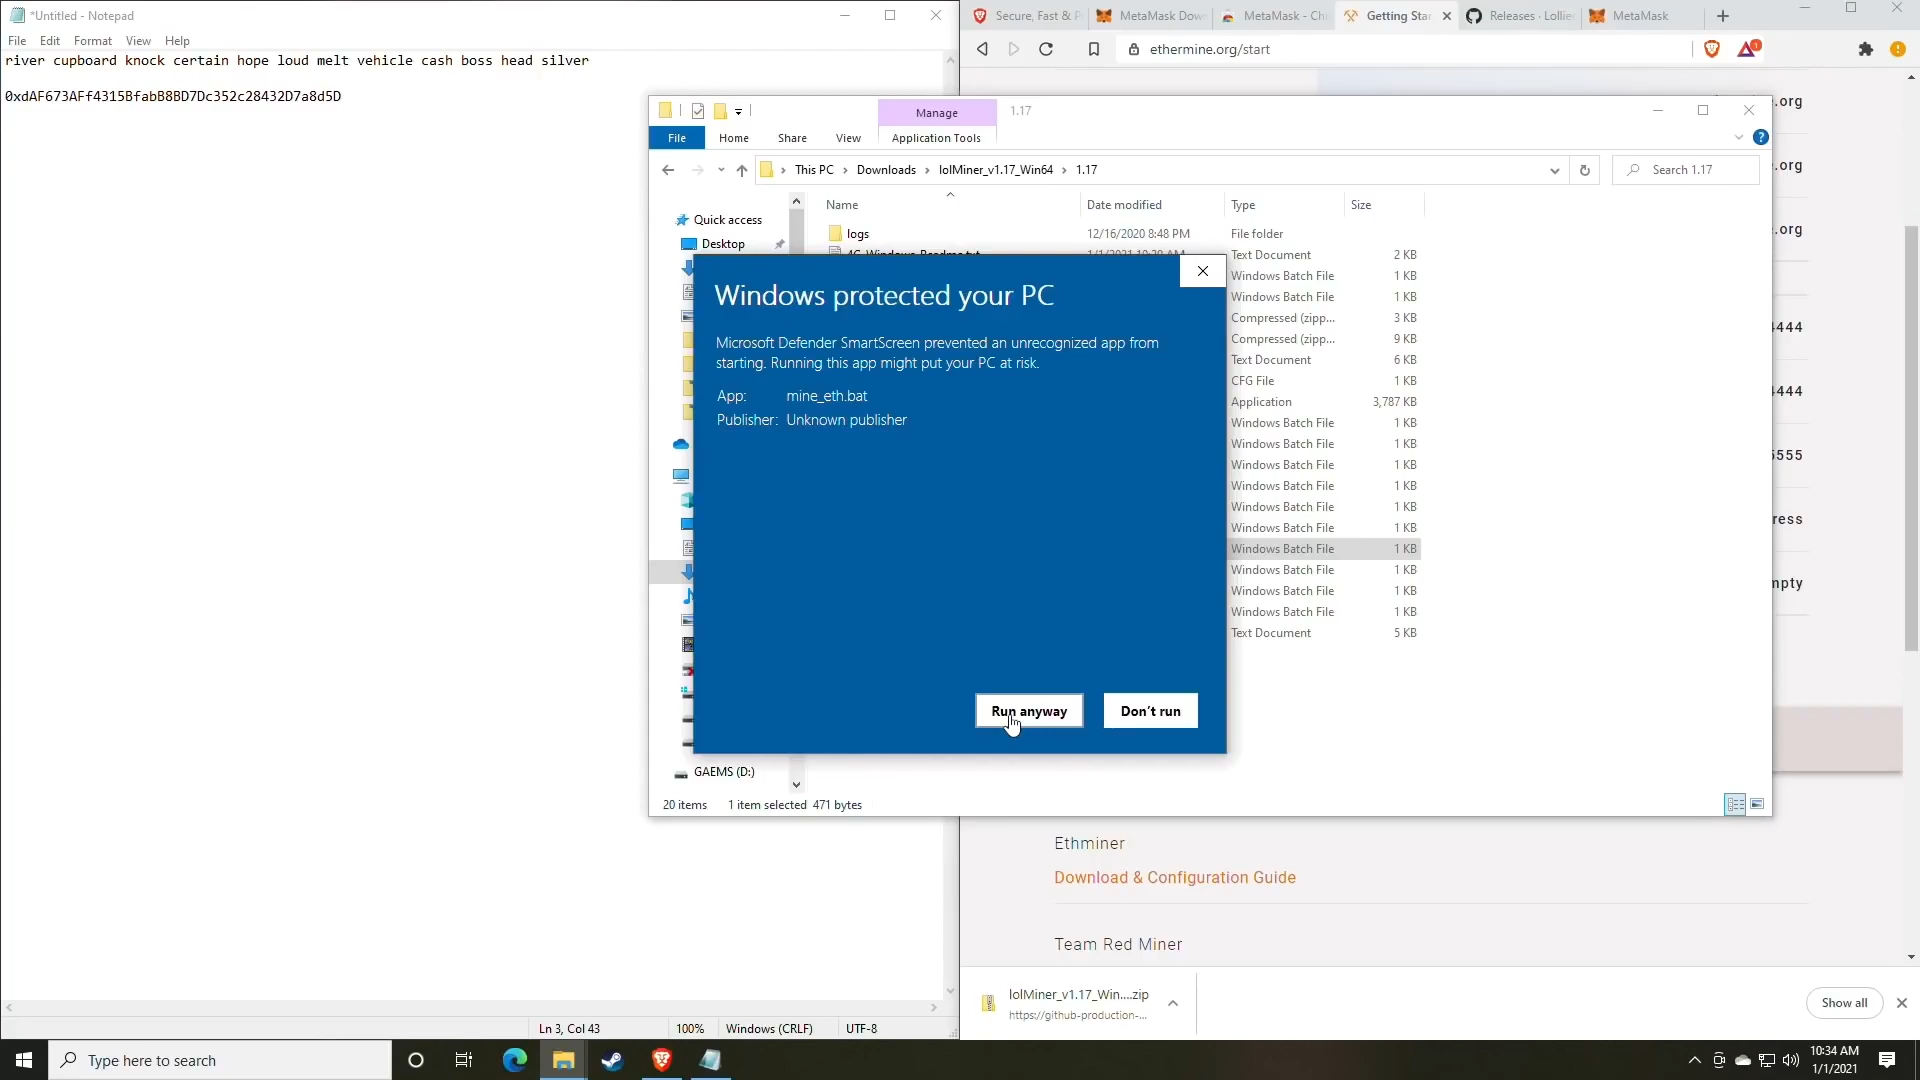 *Untitled - Notepad
File Edit Format View Help
river cupboard knock certain hope loud melt vehicle cash boss head silver
0xdAF673AFf4315BfabB8BD7Dc352c28432D7a8d5D
Ln 3, Col 43 100% Windows (CRLF) UTF-8
Secure, Fast & P
MetaMask Dow
MetaMask - Ch
Getting Star
Releases · Lollie
MetaMask
ethermine.org/start
1
Manage 1.17
File Home Share View Application Tools
This PC Downloads lolMiner_v1.17_Win64 1.17
Search 1.17
Name Date modified Type Size
Quick access
Desktop
logs 12/16/2020 8:48 PM File folder
Text Document 2 KB
Windows Batch File 1 KB
Windows Batch File 1 KB
Compressed (zipp... 3 KB
Compressed (zipp... 9 KB
Text Document 6 KB
CFG File 1 KB
Application 3,787 KB
Windows Batch File 1 KB
Windows Batch File 1 KB
Windows Batch File 1 KB
Windows Batch File 1 KB
Windows Batch File 1 KB
Windows Batch File 1 KB
Windows Batch File 1 KB
Windows Batch File 1 KB
Windows Batch File 1 KB
Windows Batch File 1 KB
Text Document 5 KB
GAEMS (D:)
20 items 1 item selected 471 bytes
Windows protected your PC
Microsoft Defender SmartScreen prevented an unrecognized app from
starting. Running this app might put your PC at risk.
App: mine_eth.bat
Publisher: Unknown publisher
Run anyway Don't run
.org
.org
4444
4444
5555
ress
mpty
Ethminer
Download & Configuration Guide
Team Red Miner
lolMiner_v1.17_Win....zip
https://github-production-...
Show all
Type here to search
10:34 AM
1/1/2021